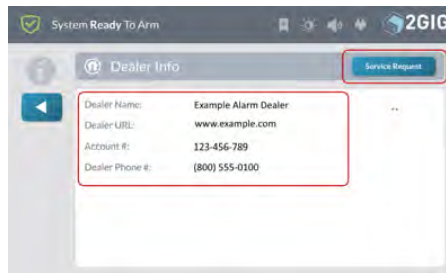 System Ready To Arm
2GIG
Dealer Info
Service Request
Dealer Name: Example Alarm Dealer
Dealer URL: www.example.com
Account #: 123-456-789
Dealer Phone #: (800) 555-0100